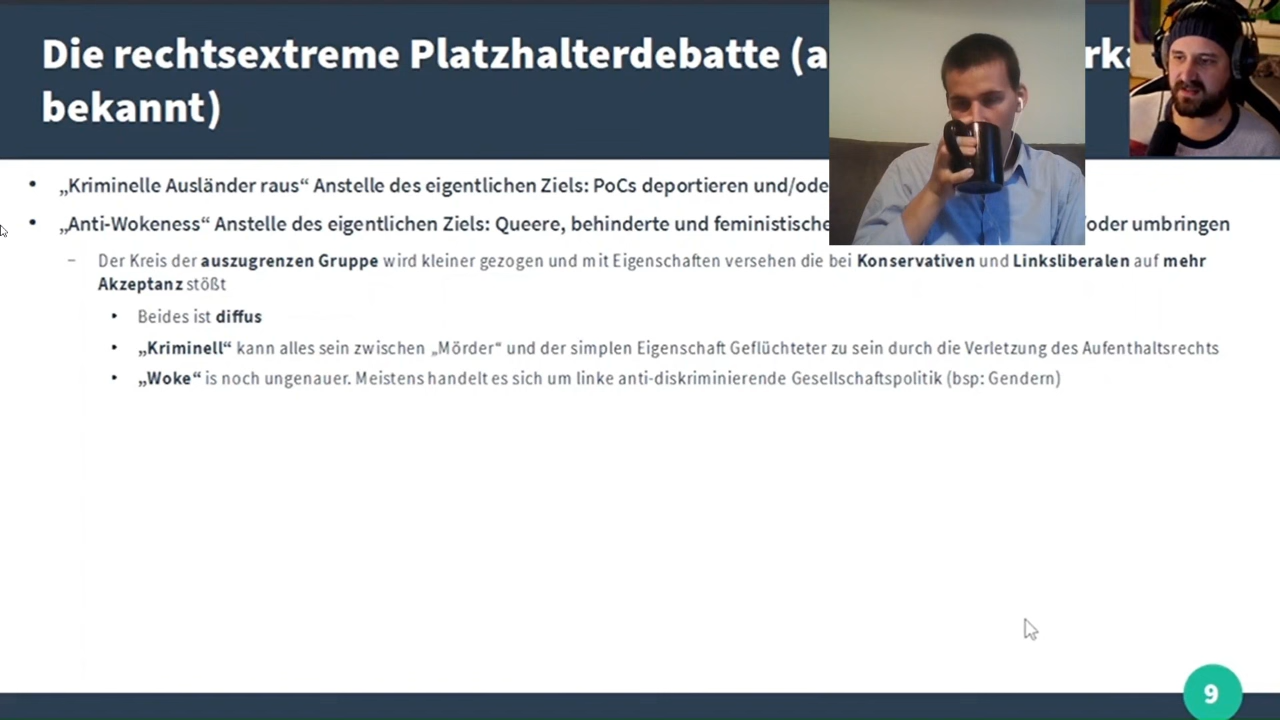 Die rechtsextreme Platzhalterdebatte (a
bekannt)
• „Kriminelle Ausländer raus“ Anstelle des eigentlichen Ziels: PoCs deportieren und/ode
• „Anti-Wokeness“ Anstelle des eigentlichen Ziels: Queere, behinderte und feministische /oder umbringen
– Der Kreis der auszugrenzen Gruppe wird kleiner gezogen und mit Eigenschaften versehen die bei Konservativen und Linksliberalen auf mehr
Akzeptanz stößt
• Beides ist diffus
• „Kriminell“ kann alles sein zwischen „Mörder“ und der simplen Eigenschaft Geflüchteter zu sein durch die Verletzung des Aufenthaltsrechts
• „Woke“ is noch ungenauer. Meistens handelt es sich um linke anti-diskriminierende Gesellschaftspolitik (bsp: Gendern)
9